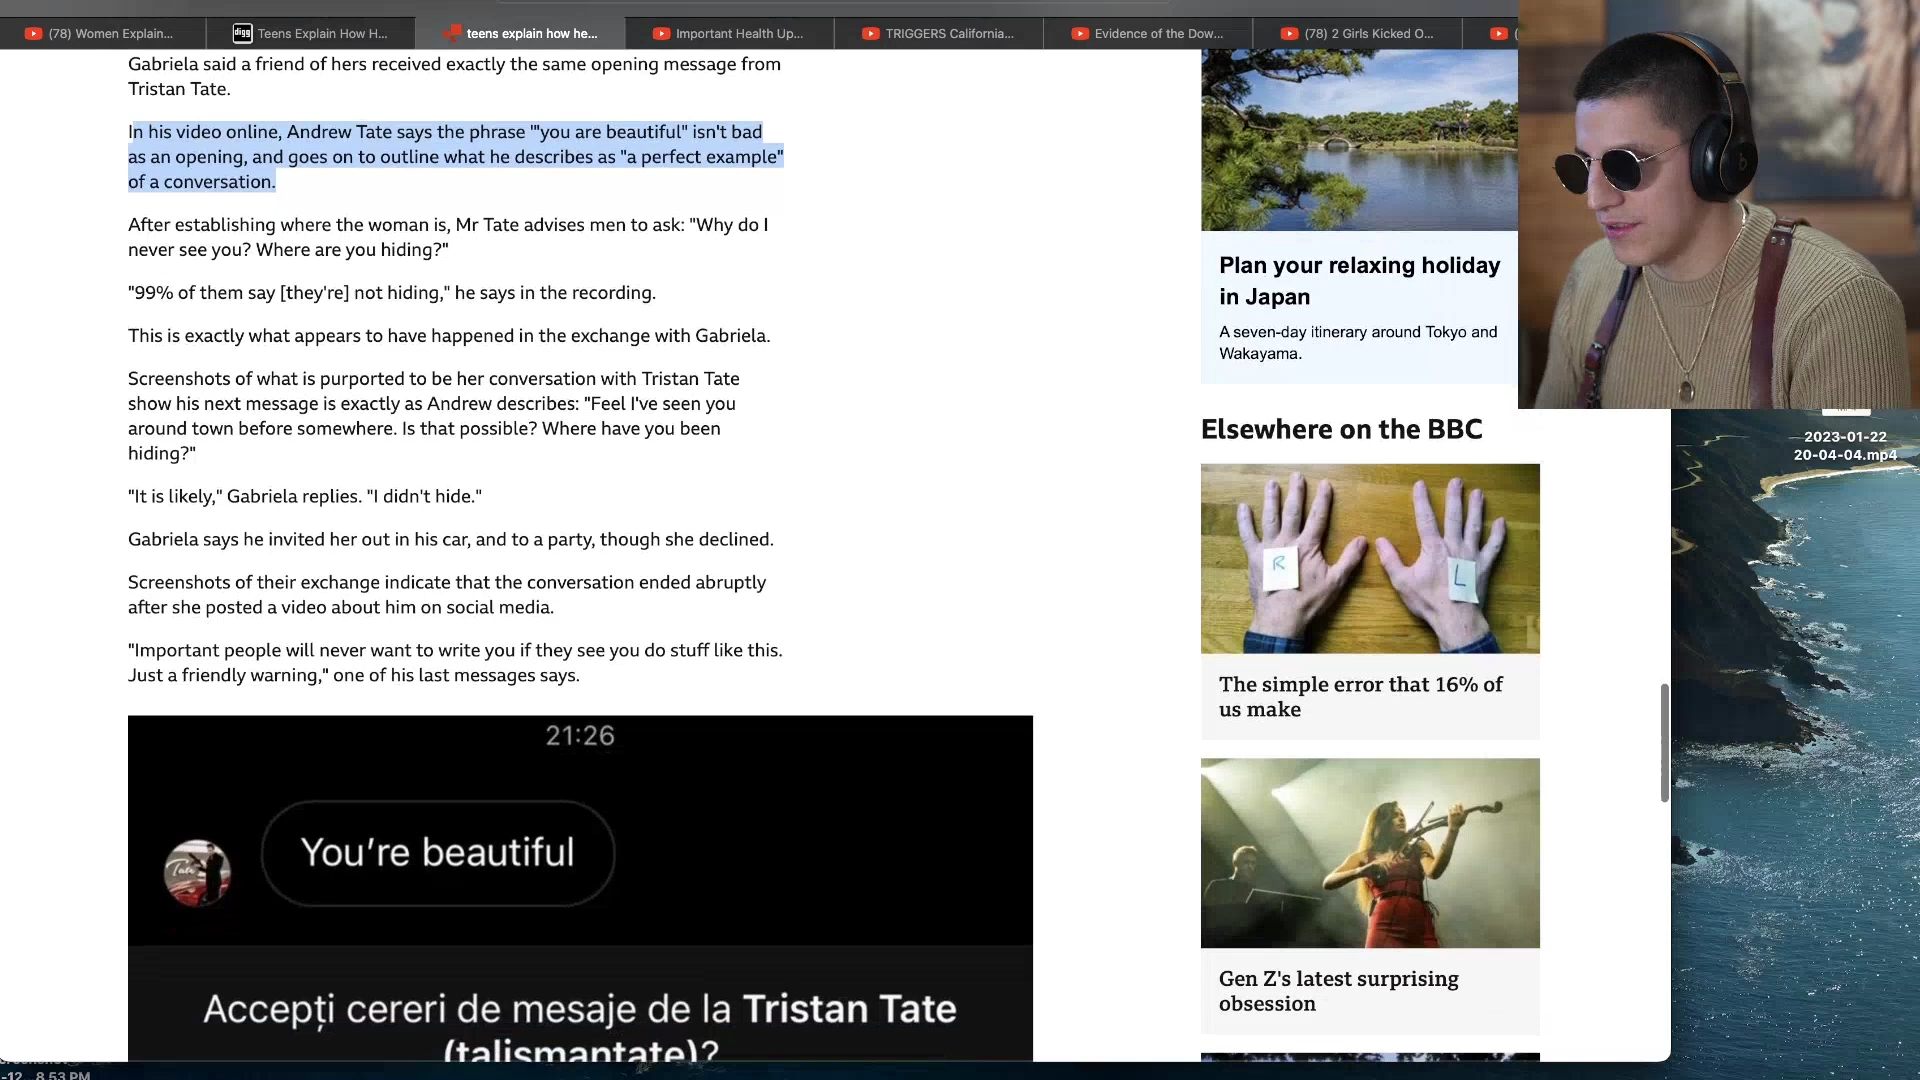 (78) Women Explain...
Teens Explain How H...
teens explain how he...
Important Health Up...
TRIGGERS California...
Evidence of the Dow...
(78) 2 Girls Kicked O...
Gabriela said a friend of hers received exactly the same opening message from
Tristan Tate.
In his video online, Andrew Tate says the phrase "'you are beautiful" isn't bad
as an opening, and goes on to outline what he describes as "a perfect example"
of a conversation.
After establishing where the woman is, Mr Tate advises men to ask: "Why do I
never see you? Where are you hiding?"
"99% of them say [they're] not hiding," he says in the recording.
This is exactly what appears to have happened in the exchange with Gabriela.
Screenshots of what is purported to be her conversation with Tristan Tate
show his next message is exactly as Andrew describes: "Feel I've seen you
around town before somewhere. Is that possible? Where have you been
hiding?"
"It is likely," Gabriela replies. "I didn't hide."
Gabriela says he invited her out in his car, and to a party, though she declined.
Screenshots of their exchange indicate that the conversation ended abruptly
after she posted a video about him on social media.
"Important people will never want to write you if they see you do stuff like this.
Just a friendly warning," one of his last messages says.
21:26
You're beautiful
Tate
Accepți cereri de mesaje de la Tristan Tate
(talismantate)?
Plan your relaxing holiday
in Japan
A seven-day itinerary around Tokyo and
Wakayama.
Elsewhere on the BBC
R
L
The simple error that 16% of
us make
Gen Z's latest surprising
obsession
2023-01-22
20-04-04.mp4
-12...8.53 PM